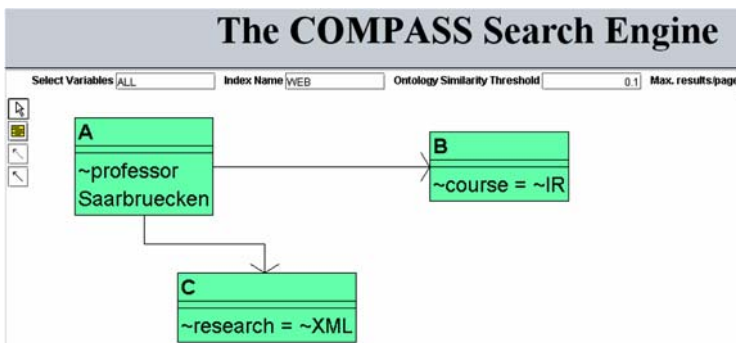 The COMPASS Search Engine
Select Variables ALL Index Name WEB Ontology Similarity Threshold 0.1 Max. results/page
A
~professor
Saarbruecken
B
~course = ~IR
C
~research = ~XML